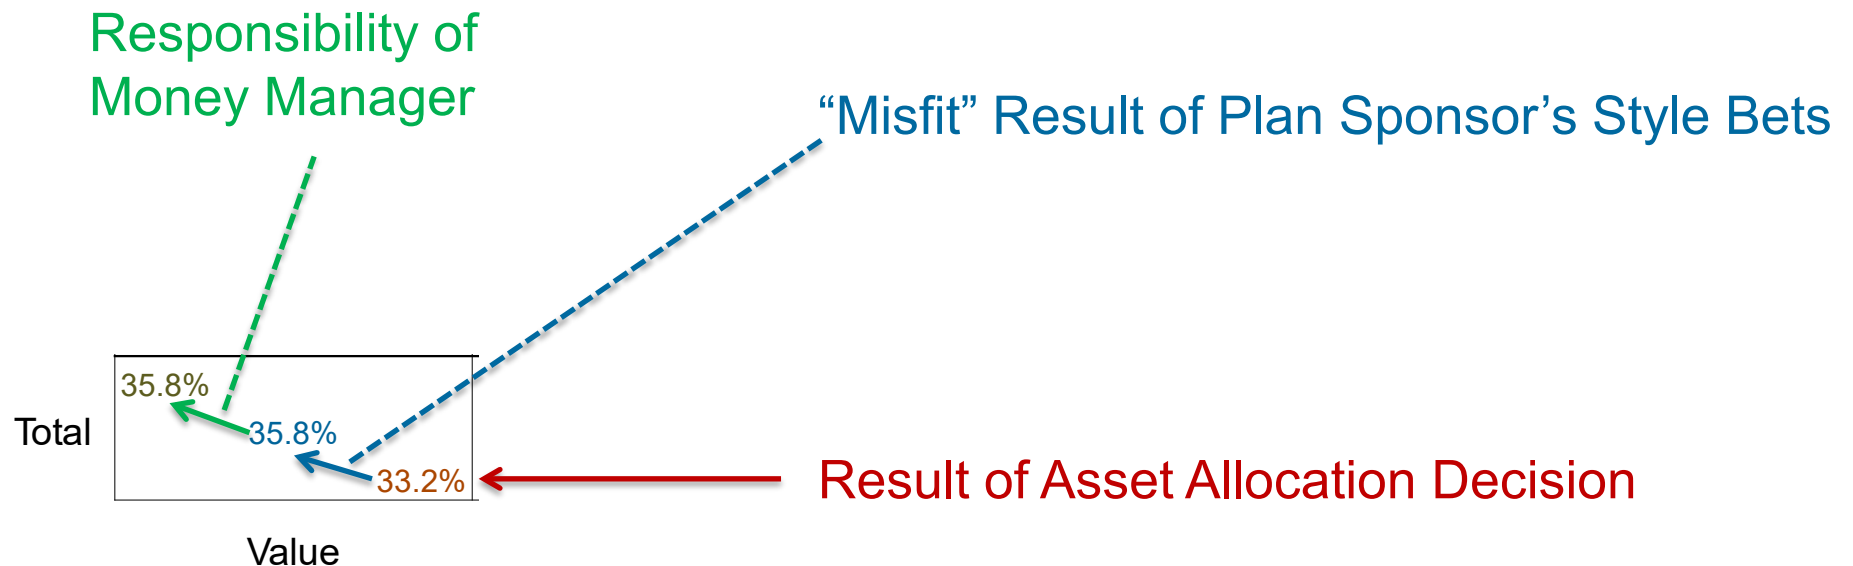 Responsibility of
Money Manager
“Misfit” Result of Plan Sponsor’s Style Bets
35.8%
Total
35.8%
33.2%
Result of Asset Allocation Decision
Value